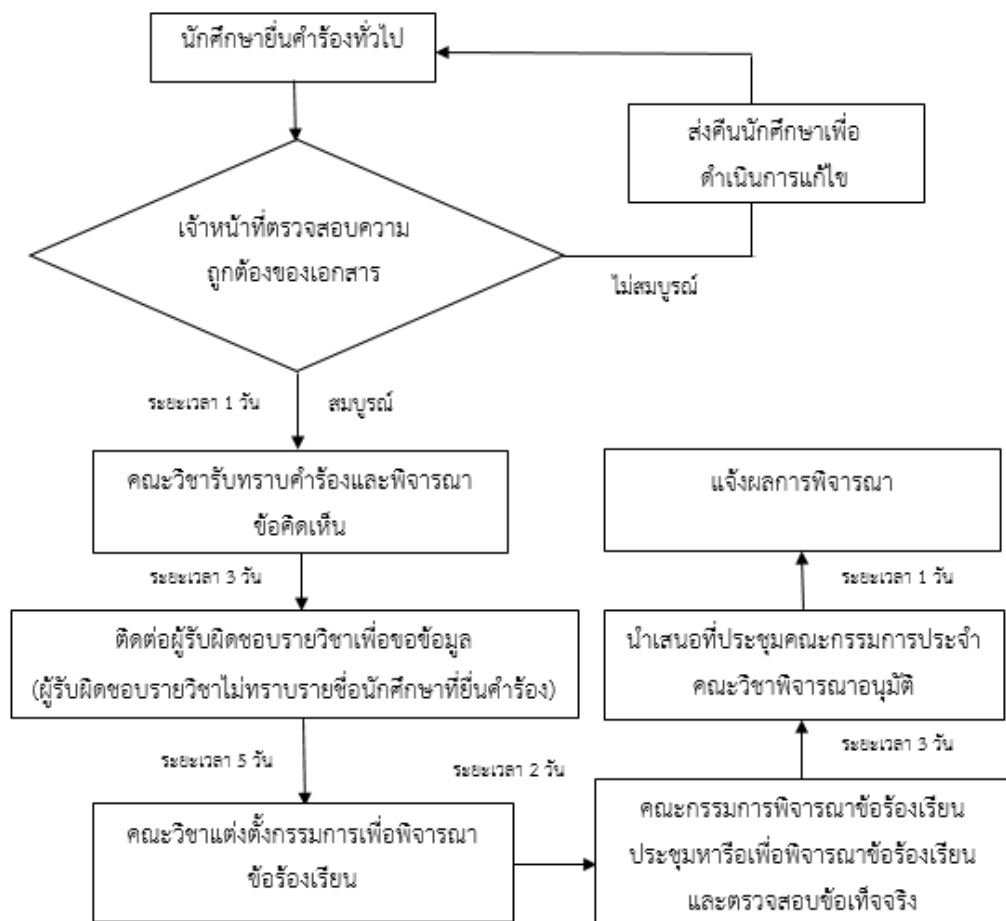 นักศึกษายื่นคำร้องทั่วไป
ส่งคืนนักศึกษาเพื่อ
ดำเนินการแก้ไข
เจ้าหน้าที่ตรวจสอบความ
ถูกต้องของเอกสาร
ไม่สมบูรณ์
ระยะเวลา 1 วัน
สมบูรณ์
คณะวิชารับทราบคำร้องและพิจารณา
ข้อคิดเห็น
ระยะเวลา 3 วัน
ติดต่อผู้รับผิดชอบรายวิชาเพื่อขอข้อมูล
(ผู้รับผิดชอบรายวิชาไม่ทราบรายชื่อนักศึกษาที่ยื่นคำร้อง)
ระยะเวลา 5 วัน
คณะวิชาแต่งตั้งกรรมการเพื่อพิจารณา
ข้อร้องเรียน
ระยะเวลา 2 วัน
คณะกรรมการพิจารณาข้อร้องเรียน
ประชุมหารือเพื่อพิจารณาข้อร้องเรียน
และตรวจสอบข้อเท็จจริง
ระยะเวลา 3 วัน
นำเสนอที่ประชุมคณะกรรมการประจำ
คณะวิชาพิจารณาอนุมัติ
ระยะเวลา 1 วัน
แจ้งผลการพิจารณา